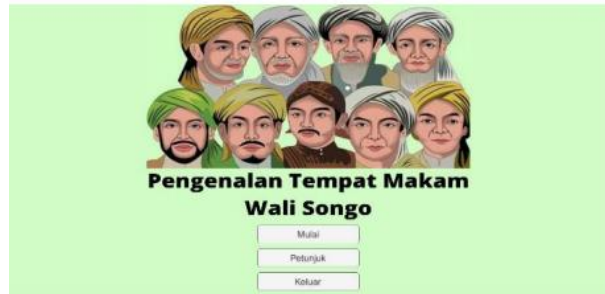 Pengenalan Tempat Makam
Wali Songo
Mulai
Petunjuk
Keluar